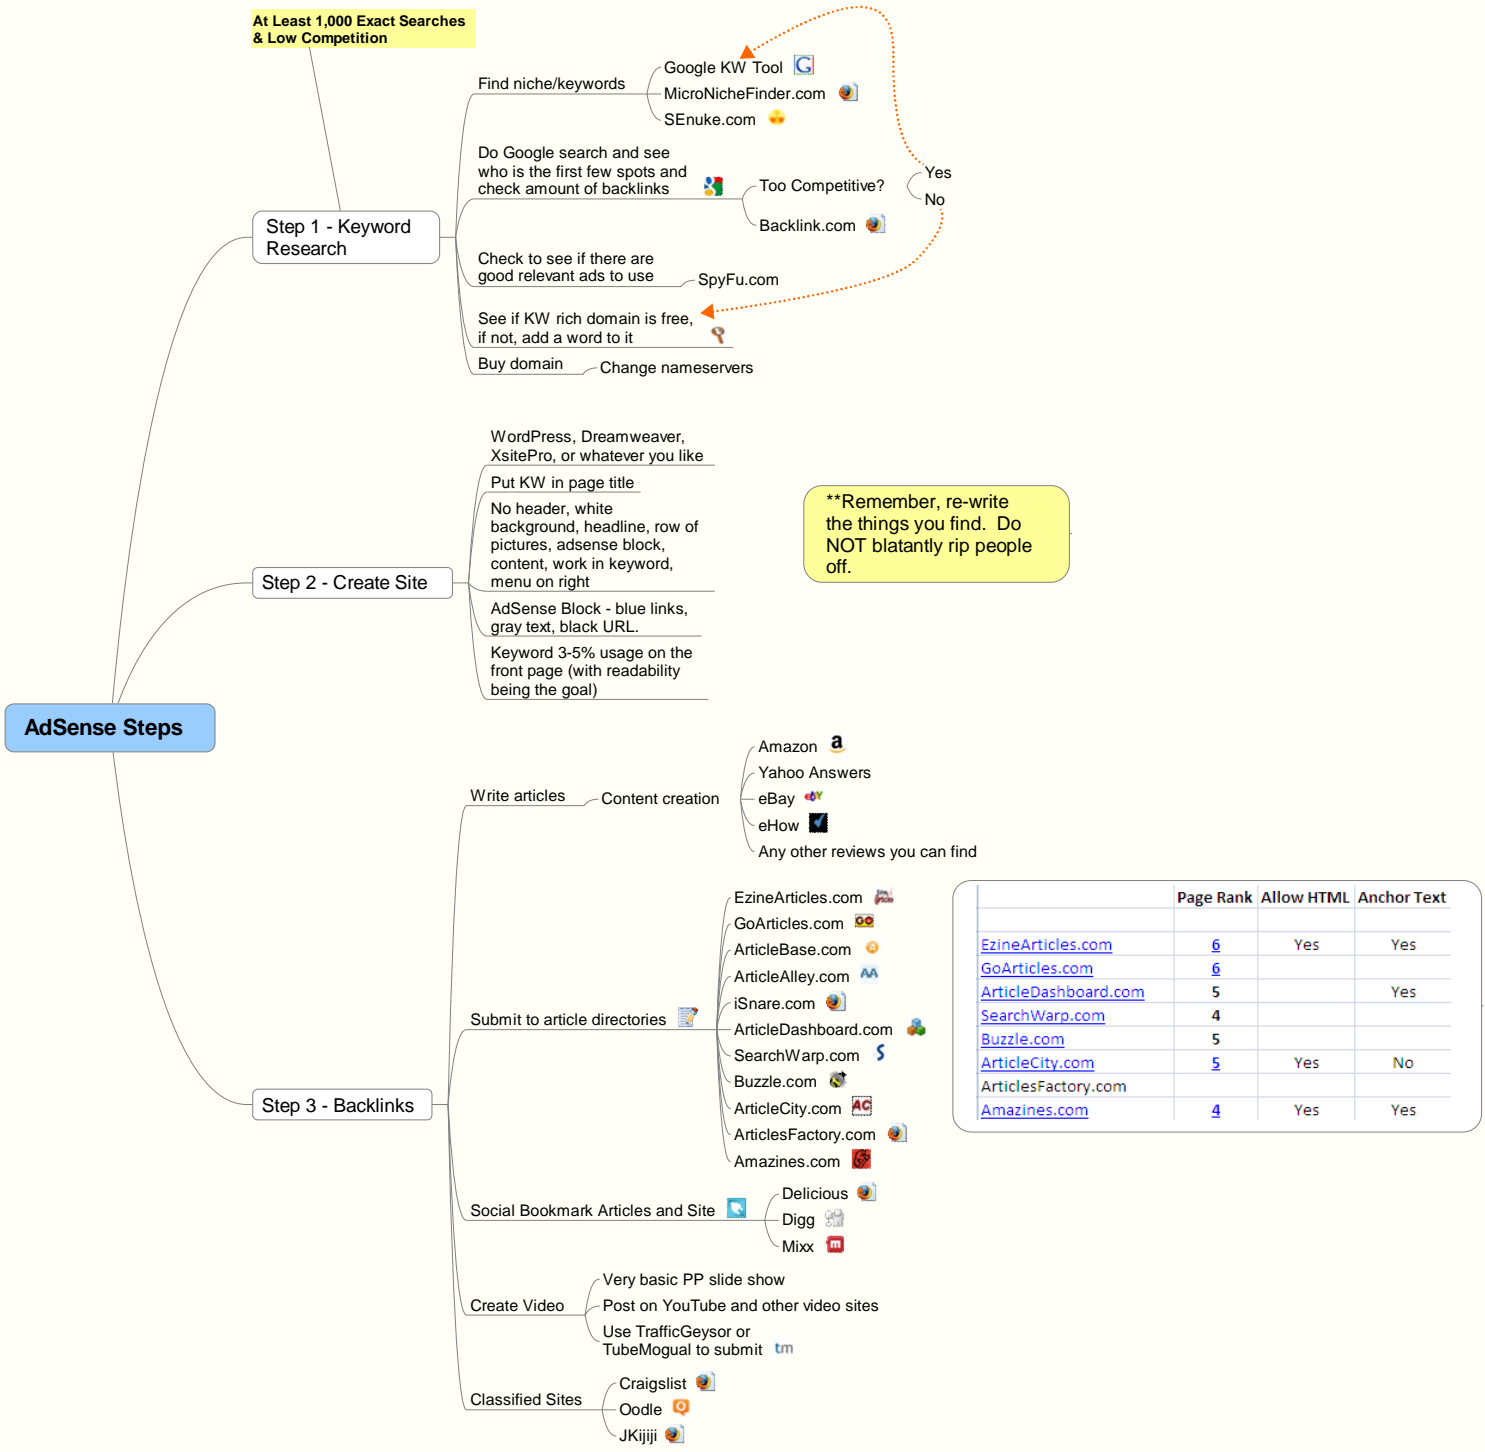 At Least 1,000 Exact Searches
& Low Competition
Find niche/keywords
Google KW Tool
MicroNicheFinder.com
SEnuke.com
Do Google search and see
who is the first few spots and
check amount of backlinks
Too Competitive?
Yes
No
Backlink.com
Step 1 - Keyword
Research
Check to see if there are
good relevant ads to use
SpyFu.com
See if KW rich domain is free,
if not, add a word to it
Buy domain
Change nameservers
WordPress, Dreamweaver,
XsitePro, or whatever you like
Put KW in page title
No header, white
background, headline, row of
pictures, adsense block,
content, work in keyword,
menu on right
Step 2 - Create Site
AdSense Block - blue links,
gray text, black URL.
Keyword 3-5% usage on the
front page (with readability
being the goal)
**Remember, re-write
the things you find. Do
NOT blatantly rip people
off.
AdSense Steps
Write articles
Content creation
Amazon
Yahoo Answers
eBay
eHow
Any other reviews you can find
Submit to article directories
EzineArticles.com
GoArticles.com
ArticleBase.com
ArticleAlley.com
iSnare.com
ArticleDashboard.com
SearchWarp.com
Buzzle.com
ArticleCity.com
ArticlesFactory.com
Amazines.com
Page Rank Allow HTML Anchor Text
EzineArticles.com 6 Yes Yes
GoArticles.com 6
ArticleDashboard.com 5 Yes
SearchWarp.com 4
Buzzle.com 5
ArticleCity.com 5 Yes No
ArticlesFactory.com
Amazines.com 4 Yes Yes
Step 3 - Backlinks
Social Bookmark Articles and Site
Delicious
Digg
Mixx
Create Video
Very basic PP slide show
Post on YouTube and other video sites
Use TrafficGeysor or
TubeMogual to submit
tm
Classified Sites
Craigslist
Oodle
JKijiji